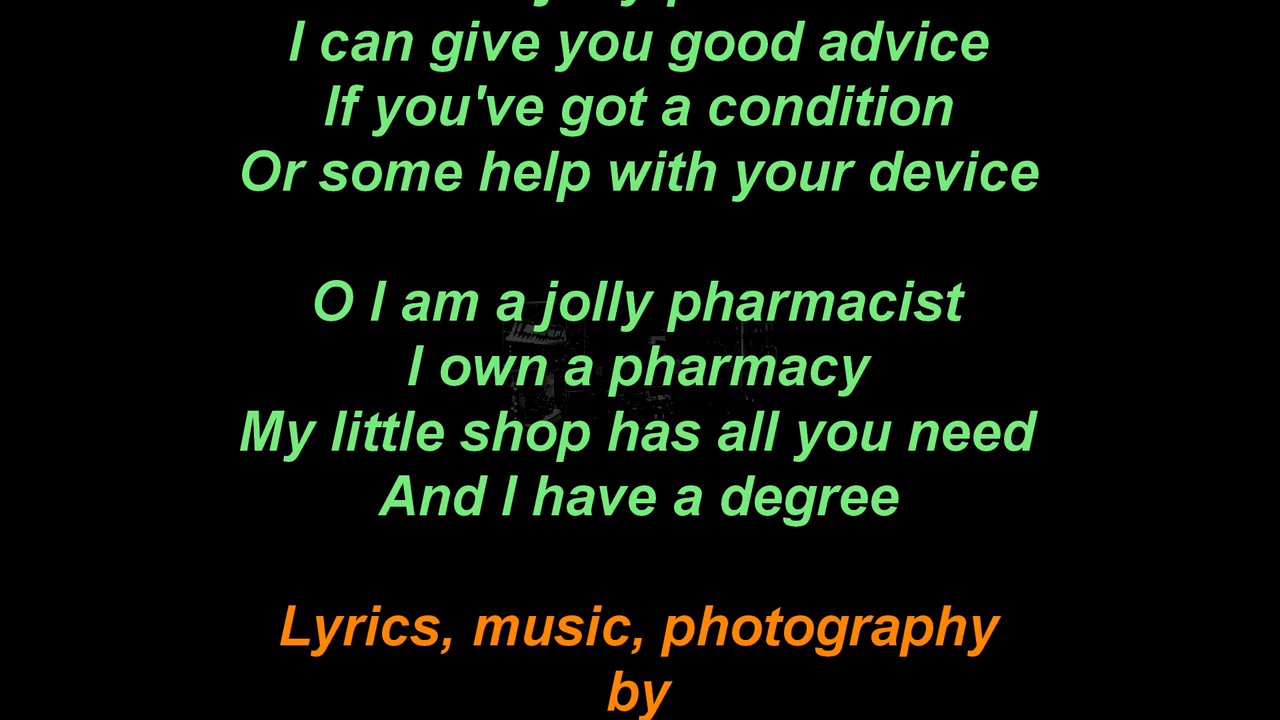 I can give you good advice
If you've got a condition
Or some help with your device
O I am a jolly pharmacist
I own a pharmacy
My little shop has all you need
And I have a degree
Lyrics, music, photography
by